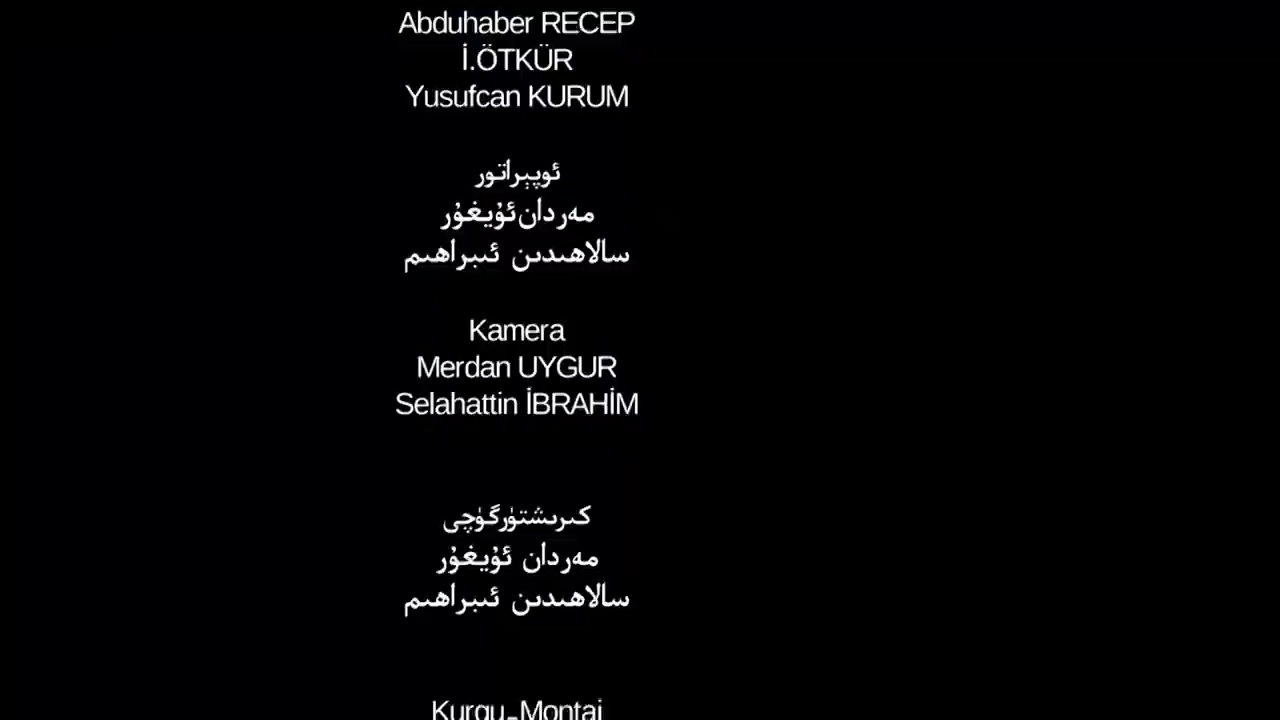 Abduhaber RECEP
İ.ÖTKÜR
Yusufcan KURUM
ئوپېراتور
مەردان ئۇيغۇر
سالاھىدىن ئىبراھىم
Kamera
Merdan UYGUR
Selahattin İBRAHİM
كىرىشتۈرگۈچى
مەردان ئۇيغۇر
سالاھىدىن ئىبراھىم
Kurgu-Montaj